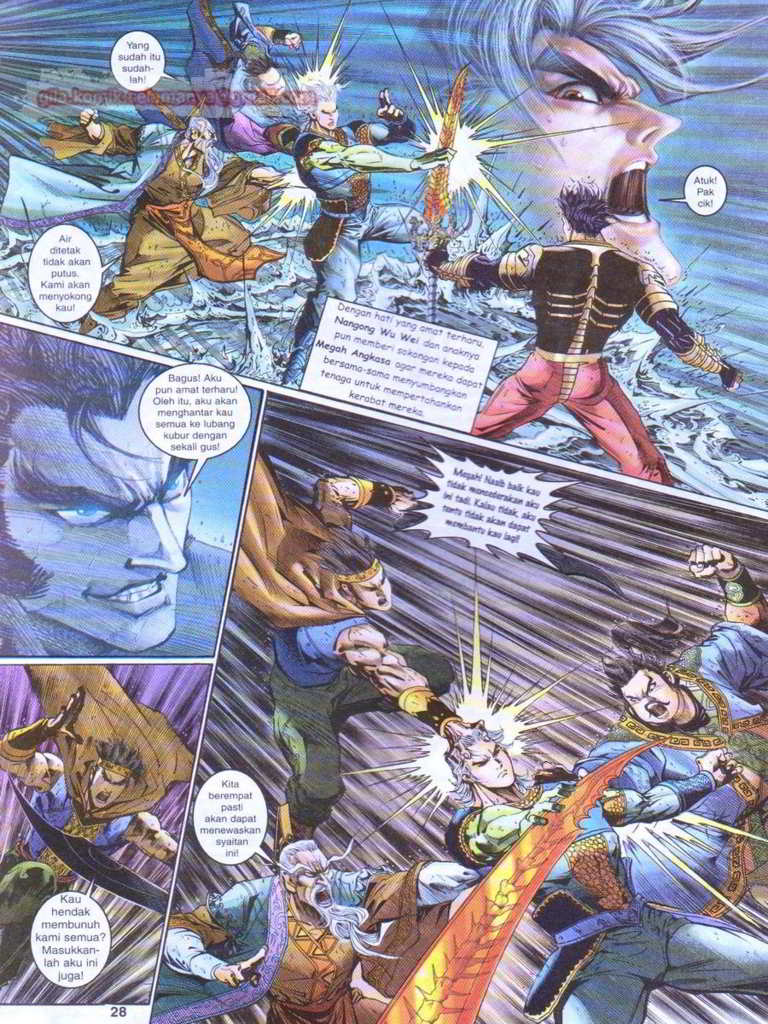 Yang
sudah itu
sudah-
lah!
Atuk!
Pak
cik!
Air
ditetak
tidak akan
putus.
Kami akan
menyokong
kau!
Dengan hati yang amat terharu,
Nangong Wu Wei dan anaknya
pun memberi sokongan kepada
Megah Angkasa agar mereka dapat
bersama-sama menyumbangkan
tenaga untuk mempertahankan
kerabat mereka.
Bagus! Aku
pun amat terharu!
Oleh itu, aku akan
menghantar kau
semua ke lubang
kubur dengan
sekali gus!
Megah! Nasib baik kau
tidak mencederakan aku
ini tadi. Kalau tidak, aku
tentu tidak akan dapat
membantu kau lagi!
Kita
berempat
pasti
akan dapat
menewaskan
syaitan
ini!
Kau
hendak
membunuh
kami semua?
Masukkan-
lah aku ini
juga!
28